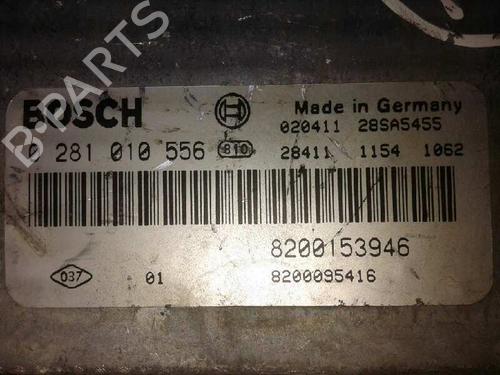 B-PARTS
BOSCH
Made in Germany
020411 28SA5455
0 281 010 556 810 28411 1154 1062
8200153946
037 01 8200095416